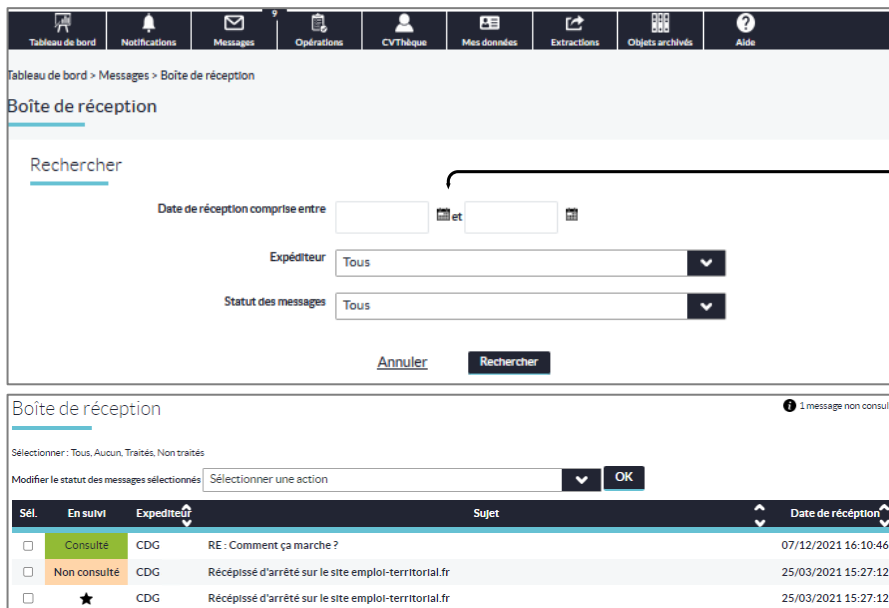 9
Tableau de bord Notifications Messages Opérations CVThèque Mes données Extractions Objets archivés Aide
Tableau de bord > Messages > Boîte de réception
Boîte de réception
Rechercher
Date de réception comprise entre et
Expéditeur Tous
Statut des messages Tous
Annuler Rechercher
Boîte de réception 1 message non consul
Sélectionner : Tous, Aucun, Traités, Non traités
Modifier le statut des messages sélectionnés Sélectionner une action OK
Sél. En suivi Expediteur Sujet Date de récéption
Consulté CDG RE : Comment ça marche ? 07/12/2021 16:10:46
Non consulté CDG Récépissé d'arrêté sur le site emploi-territorial.fr 25/03/2021 15:27:12
CDG Récépissé d'arrêté sur le site emploi-territorial.fr 25/03/2021 15:27:12